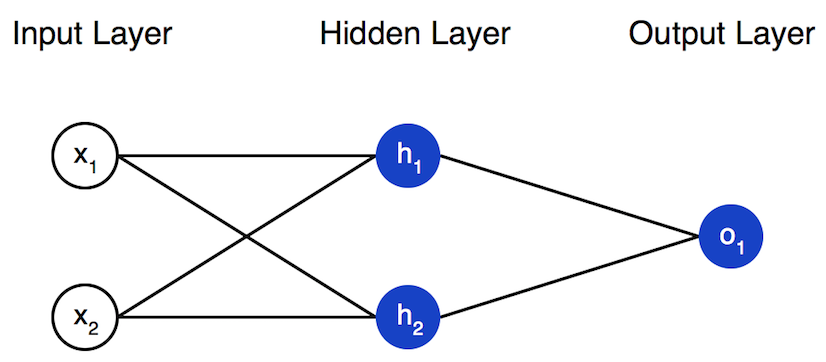 Input Layer Hidden Layer Output Layer
x₁ h₁
o₁
x₂ h₂